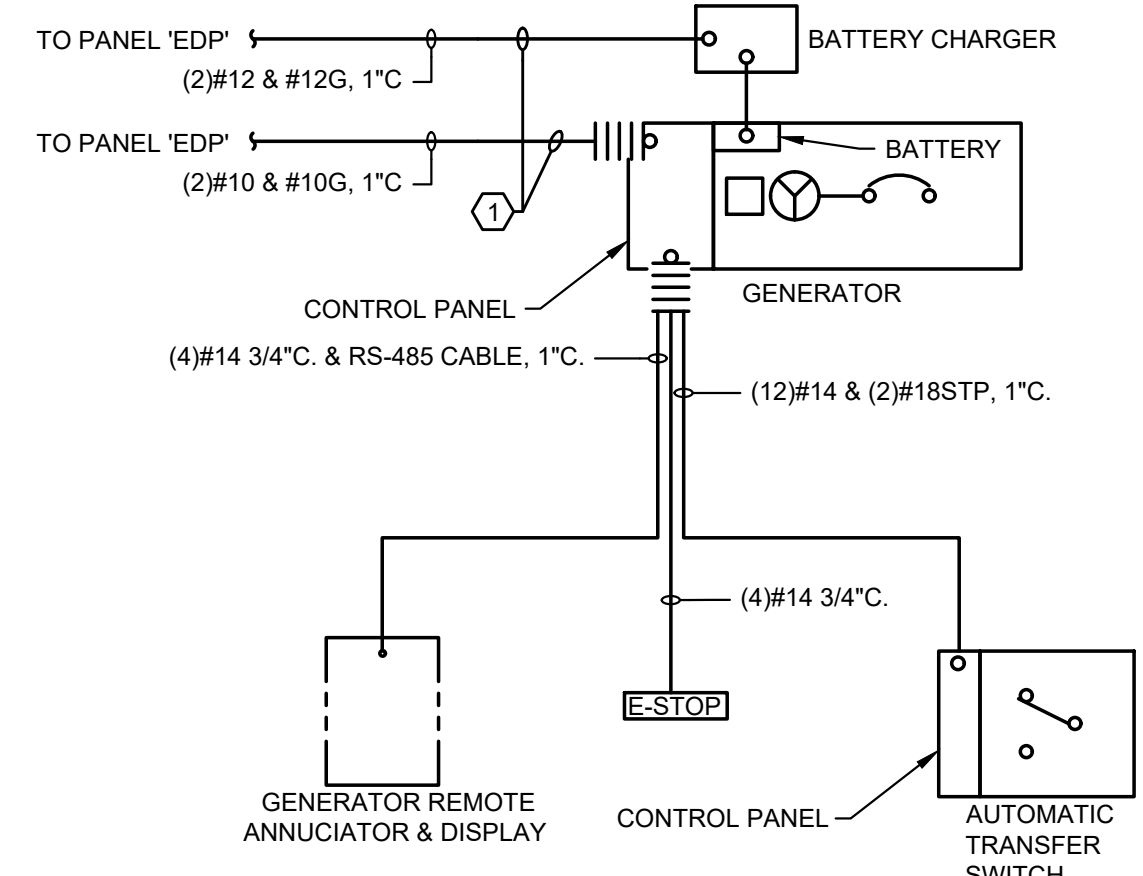 TO PANEL 'EDP'
(2)#12 & #12G, 1"C
BATTERY CHARGER
TO PANEL 'EDP'
(2)#10 & #10G, 1"C
BATTERY
1
GENERATOR
CONTROL PANEL
(4)#14 3/4"C. & RS-485 CABLE, 1"C.
(12)#14 & (2)#18STP, 1"C.
(4)#14 3/4"C.
E-STOP
GENERATOR REMOTE
ANNUCIATOR & DISPLAY
CONTROL PANEL
AUTOMATIC
TRANSFER
SWITCH